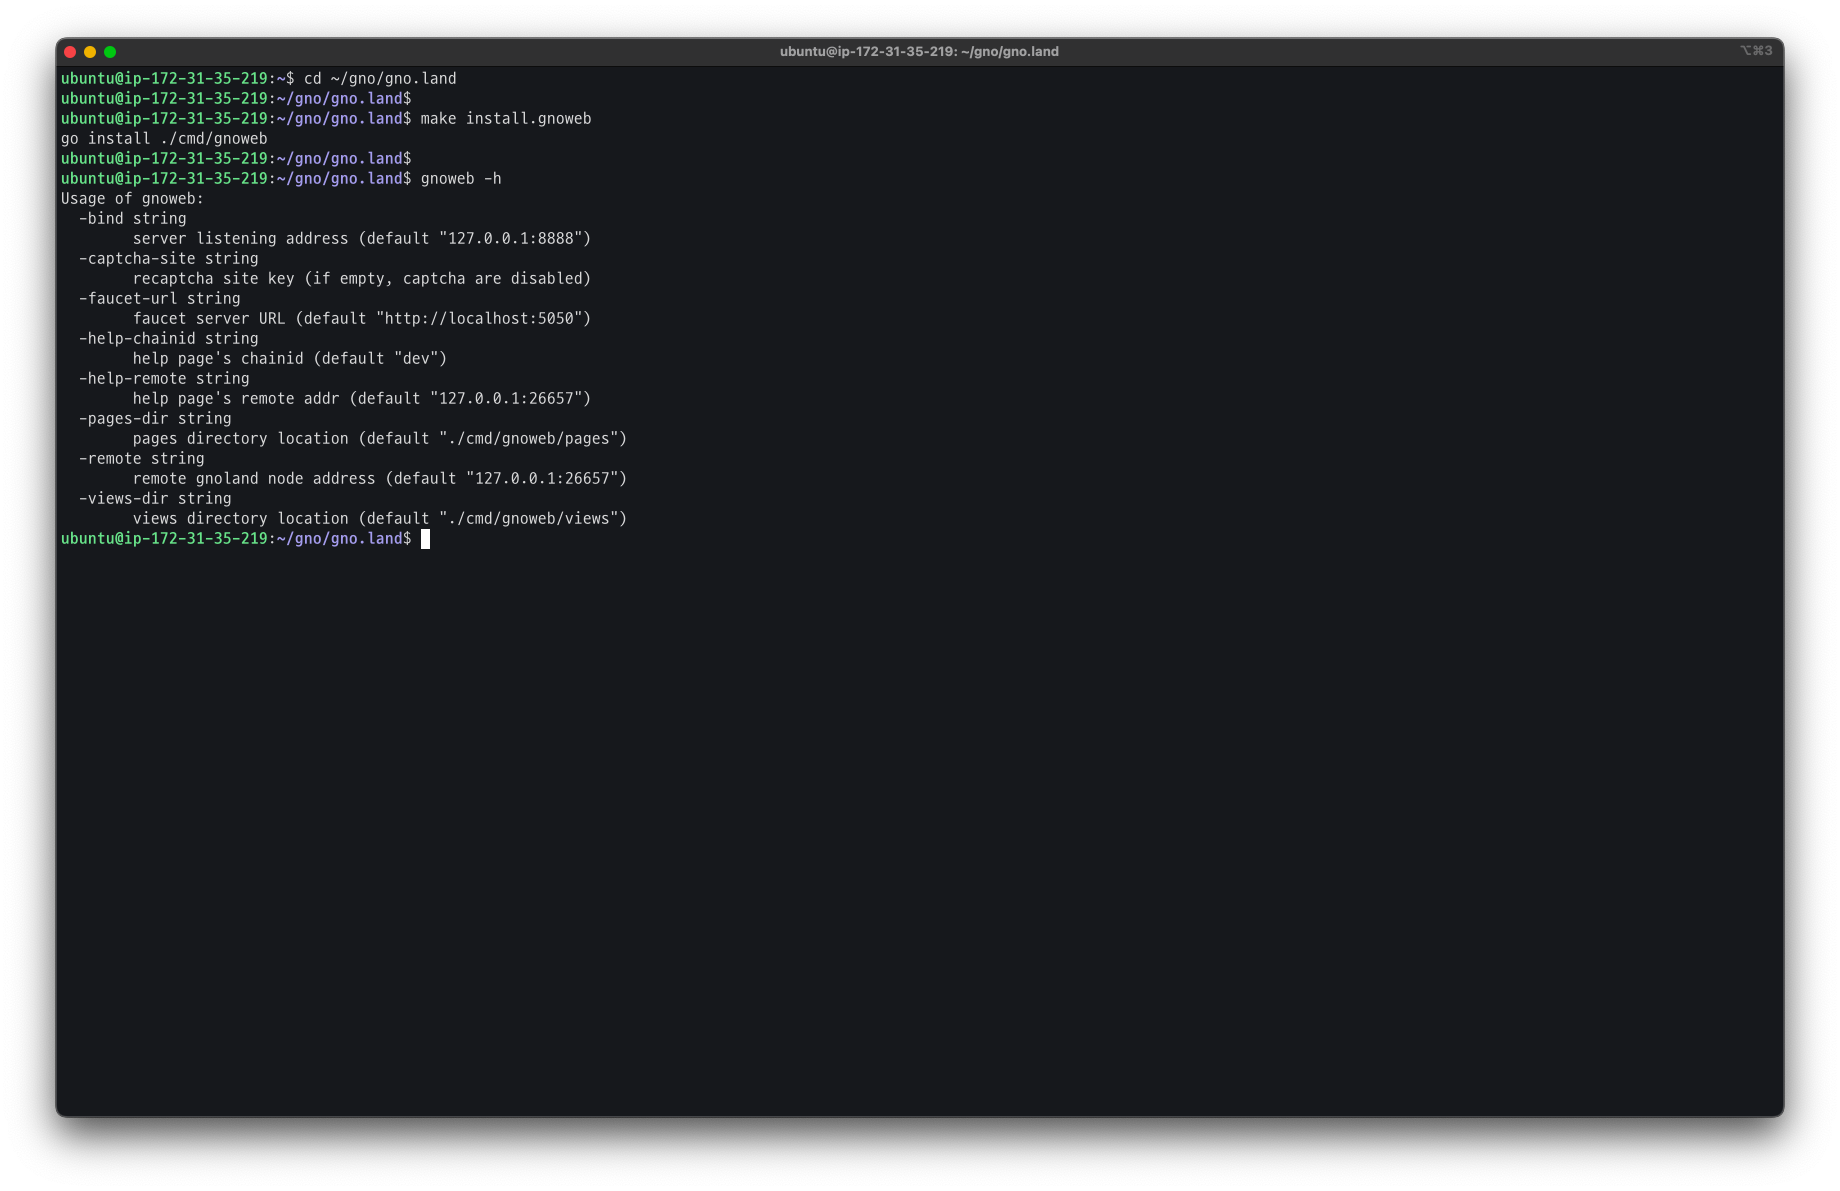 ubuntu@ip-172-31-35-219: ~/gno/gno.land
⌥⌘3
ubuntu@ip-172-31-35-219:~$ cd ~/gno/gno.land
ubuntu@ip-172-31-35-219:~/gno/gno.land$
ubuntu@ip-172-31-35-219:~/gno/gno.land$ make install.gnoweb
go install ./cmd/gnoweb
ubuntu@ip-172-31-35-219:~/gno/gno.land$
ubuntu@ip-172-31-35-219:~/gno/gno.land$ gnoweb -h
Usage of gnoweb:
  -bind string
        server listening address (default "127.0.0.1:8888")
  -captcha-site string
        recaptcha site key (if empty, captcha are disabled)
  -faucet-url string
        faucet server URL (default "http://localhost:5050")
  -help-chainid string
        help page's chainid (default "dev")
  -help-remote string
        help page's remote addr (default "127.0.0.1:26657")
  -pages-dir string
        pages directory location (default "./cmd/gnoweb/pages")
  -remote string
        remote gnoland node address (default "127.0.0.1:26657")
  -views-dir string
        views directory location (default "./cmd/gnoweb/views")
ubuntu@ip-172-31-35-219:~/gno/gno.land$